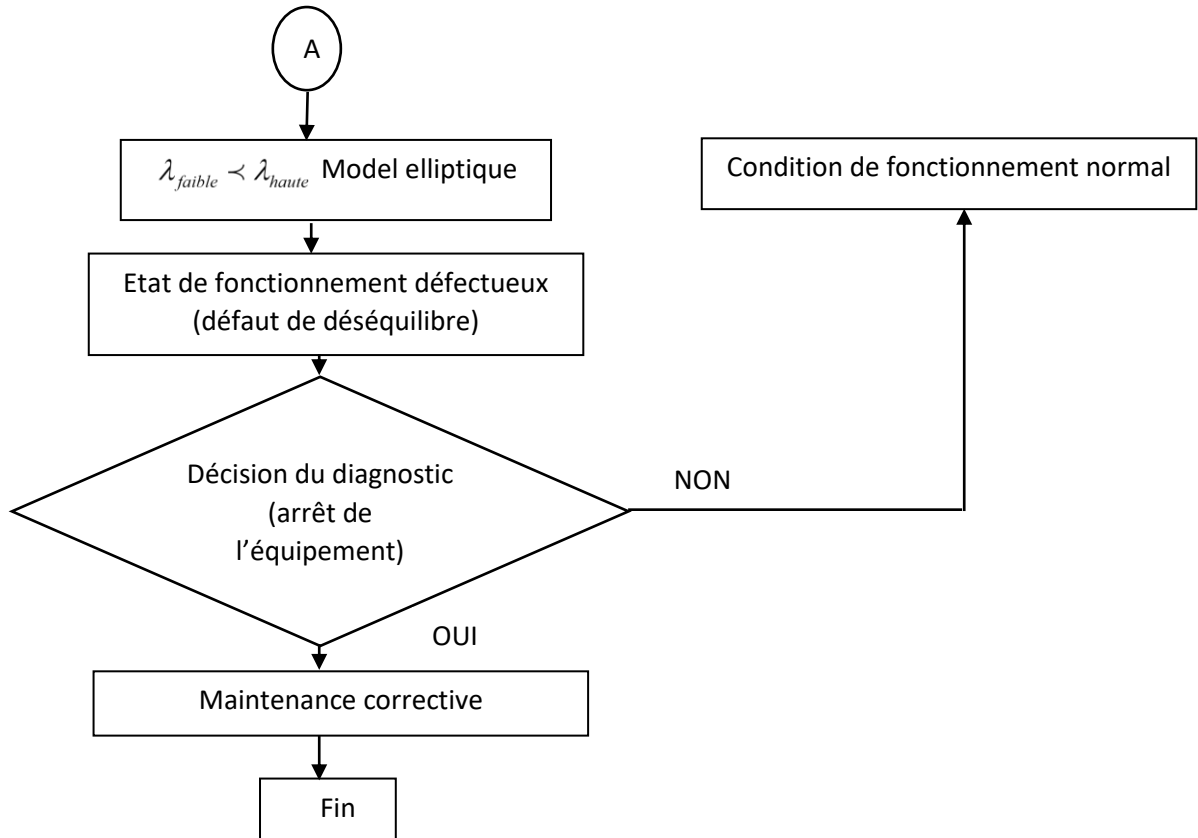 A
λfaible ≺ λhaute Model elliptique
Condition de fonctionnement normal
Etat de fonctionnement défectueux
(défaut de déséquilibre)
Décision du diagnostic
(arrêt de
l’équipement)
NON
OUI
Maintenance corrective
Fin